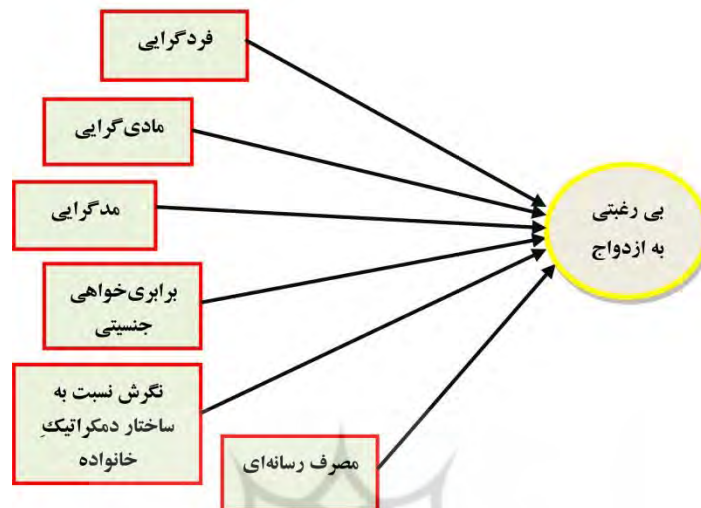 فردگرایی
مادی‌گرایی
مدگرایی
برابری‌خواهی
جنسیتی
نگرش نسبت به
ساختار دمکراتیکِ
خانواده
مصرف رسانه‌ای
بی رغبتی
به ازدواج